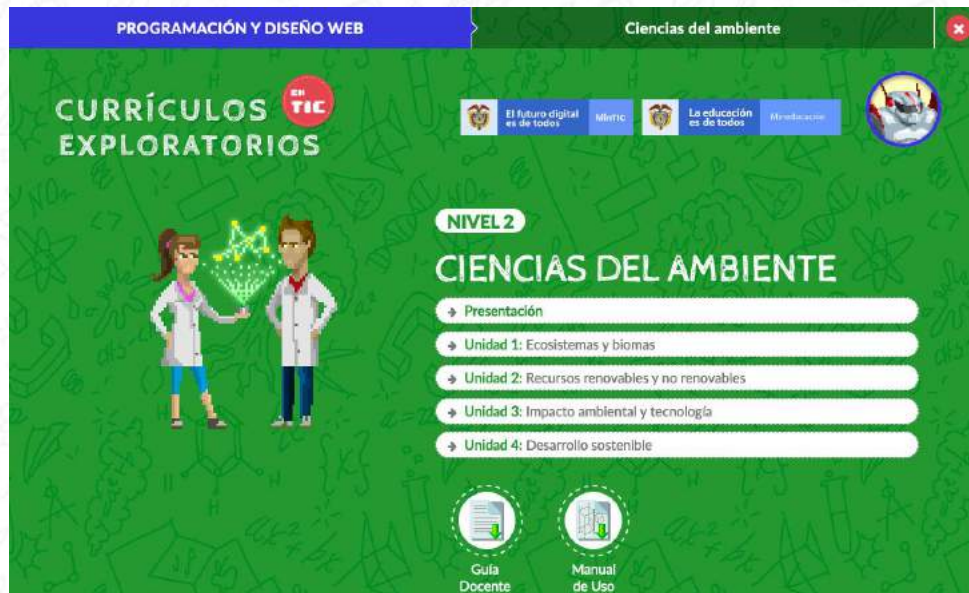 PROGRAMACIÓN Y DISEÑO WEB
Ciencias del ambiente
CURRÍCULOS EN TIC
EXPLORATORIOS
El futuro digital
es de todos
MinTIC
La educación
es de todos
Mineducación
NIVEL 2
CIENCIAS DEL AMBIENTE
Presentación
Unidad 1: Ecosistemas y biomas
Unidad 2: Recursos renovables y no renovables
Unidad 3: Impacto ambiental y tecnología
Unidad 4: Desarrollo sostenible
Guía
Docente
Manual
de Uso